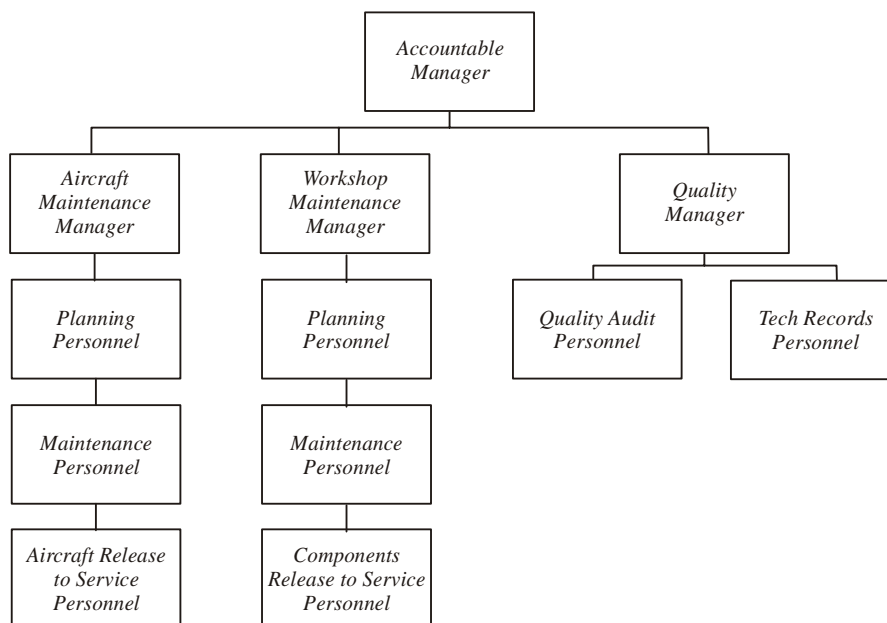 Accountable
Manager
Aircraft
Maintenance
Manager
Workshop
Maintenance
Manager
Quality
Manager
Planning
Personnel
Planning
Personnel
Quality Audit
Personnel
Tech Records
Personnel
Maintenance
Personnel
Maintenance
Personnel
Aircraft Release
to Service
Personnel
Components
Release to Service
Personnel